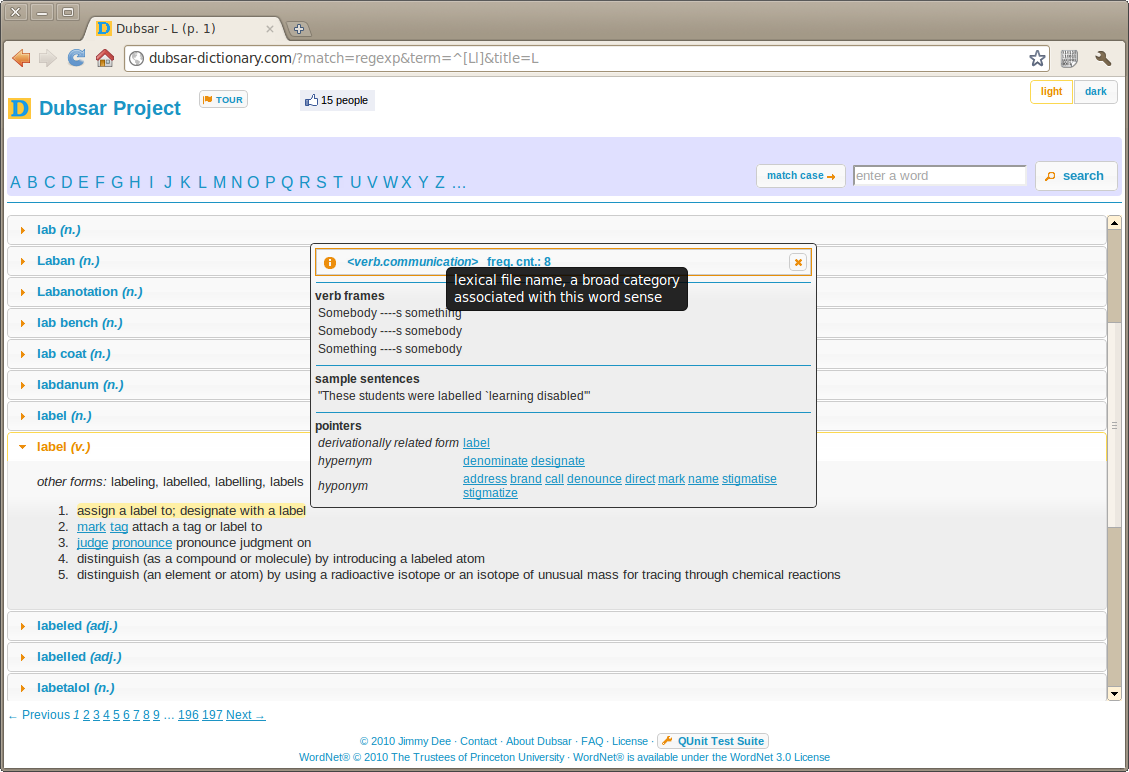 Dubsar - L (p. 1)
dubsar-dictionary.com/?match=regexp&term=^[Ll]&title=L
D Dubsar Project
TOUR
15 people
light dark
A B C D E F G H I J K L M N O P Q R S T U V W X Y Z ...
match case
enter a word
search
lab (n.)
Laban (n.)
Labanotation (n.)
lab bench (n.)
lab coat (n.)
labdanum (n.)
label (n.)
label (v.)
<verb.communication> freq. cnt.: 8
lexical file name, a broad category
associated with this word sense
verb frames
Somebody ----s something
Somebody ----s somebody
Something ----s somebody
sample sentences
"These students were labelled `learning disabled'"
pointers
derivationally related form label
hypernym denominate designate
hyponym address brand call denounce direct mark name stigmatise
stigmatize
other forms: labeling, labelled, labelling, labels
1. assign a label to; designate with a label
2. mark tag attach a tag or label to
3. judge pronounce pronounce judgment on
4. distinguish (as a compound or molecule) by introducing a labeled atom
5. distinguish (an element or atom) by using a radioactive isotope or an isotope of unusual mass for tracing through chemical reactions
labeled (adj.)
labelled (adj.)
labetalol (n.)
← Previous 1 2 3 4 5 6 7 8 9 ... 196 197 Next →
© 2010 Jimmy Dee · Contact · About Dubsar · FAQ · License · QUnit Test Suite
WordNet® © 2010 The Trustees of Princeton University · WordNet® is available under the WordNet 3.0 License